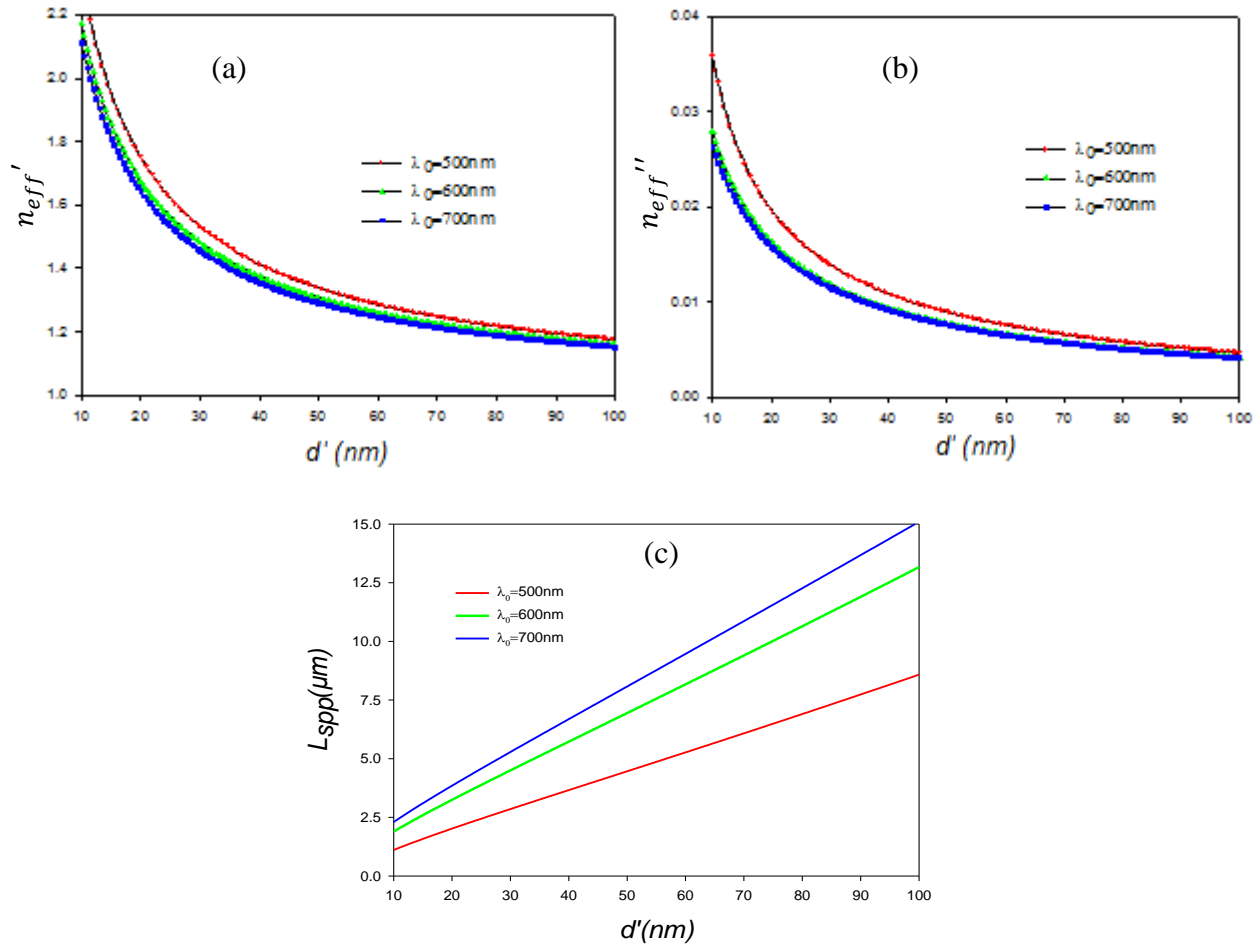 (a)
n_eff′
2.2
2.0
1.8
1.6
1.4
1.2
1.0
λ0=500nm
λ0=600nm
λ0=700nm
10 20 30 40 50 60 70 80 90 100
d' (nm)
(b)
n_eff″
0.04
0.03
0.02
0.01
0.00
λ0=500nm
λ0=600nm
λ0=700nm
10 20 30 40 50 60 70 80 90 100
d' (nm)
(c)
Lspp(μm)
15.0
12.5
10.0
7.5
5.0
2.5
0.0
λ0=500nm
λ0=600nm
λ0=700nm
10 20 30 40 50 60 70 80 90 100
d'(nm)